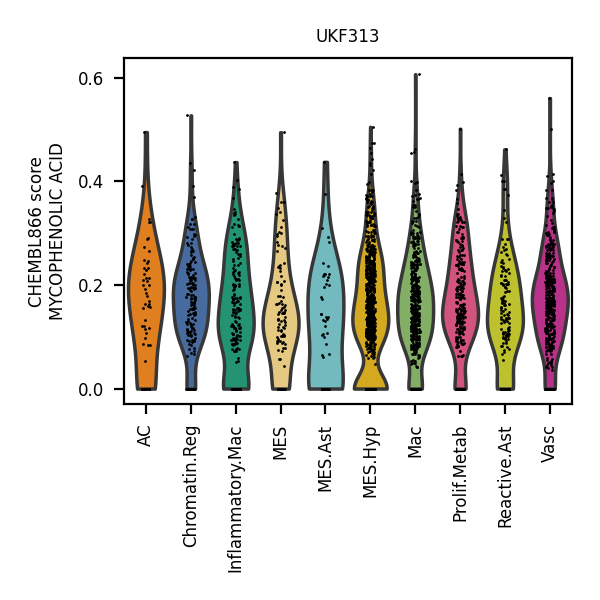 UKF313
CHEMBL866 score
MYCOPHENOLIC ACID
0.6
0.4
0.2
0.0
AC
Chromatin.Reg
Inflammatory.Mac
MES
MES.Ast
MES.Hyp
Mac
Prolif.Metab
Reactive.Ast
Vasc